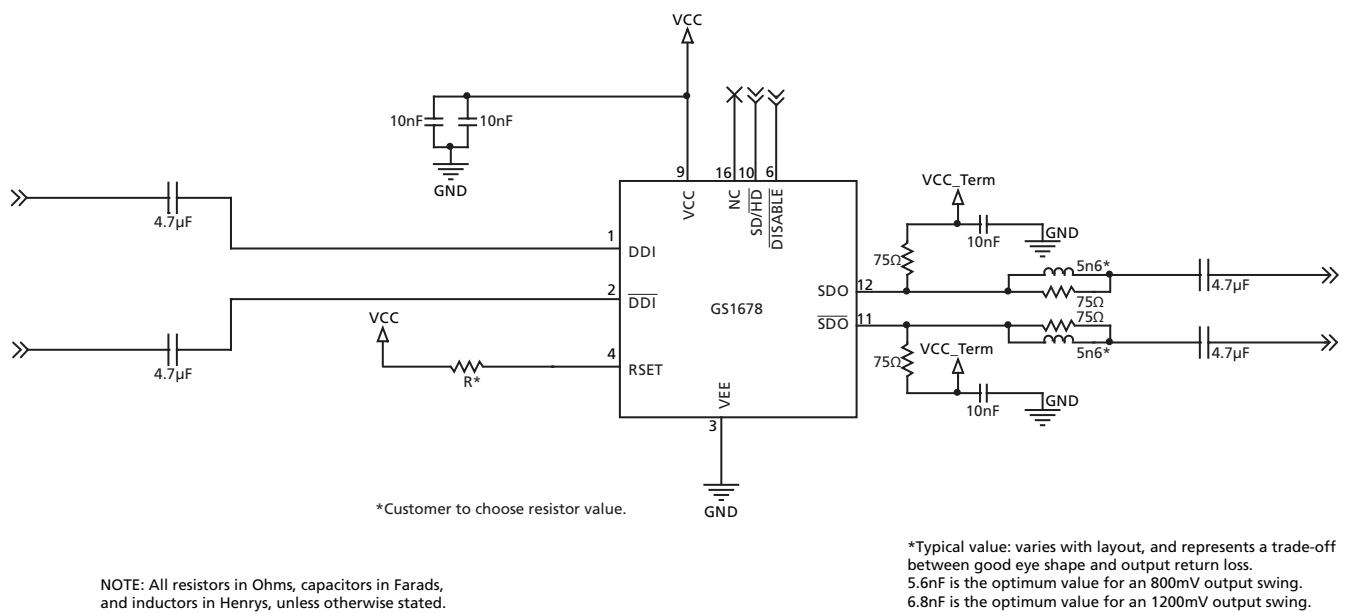 VCC
10nF
10nF
GND
9
16
10
6
VCC
NC
SD/HD
DISABLE
VCC_Term
10nF
GND
4.7µF
1
DDI
75Ω
5n6*
4.7µF
SDO
12
75Ω
2
DDI
GS1678
75Ω
SDO
11
VCC
VCC_Term
5n6*
4.7µF
4.7µF
4
RSET
R*
75Ω
10nF
GND
VEE
3
GND
*Customer to choose resistor value.
*Typical value: varies with layout, and represents a trade-off
between good eye shape and output return loss.
5.6nF is the optimum value for an 800mV output swing.
6.8nF is the optimum value for an 1200mV output swing.
NOTE: All resistors in Ohms, capacitors in Farads,
and inductors in Henrys, unless otherwise stated.